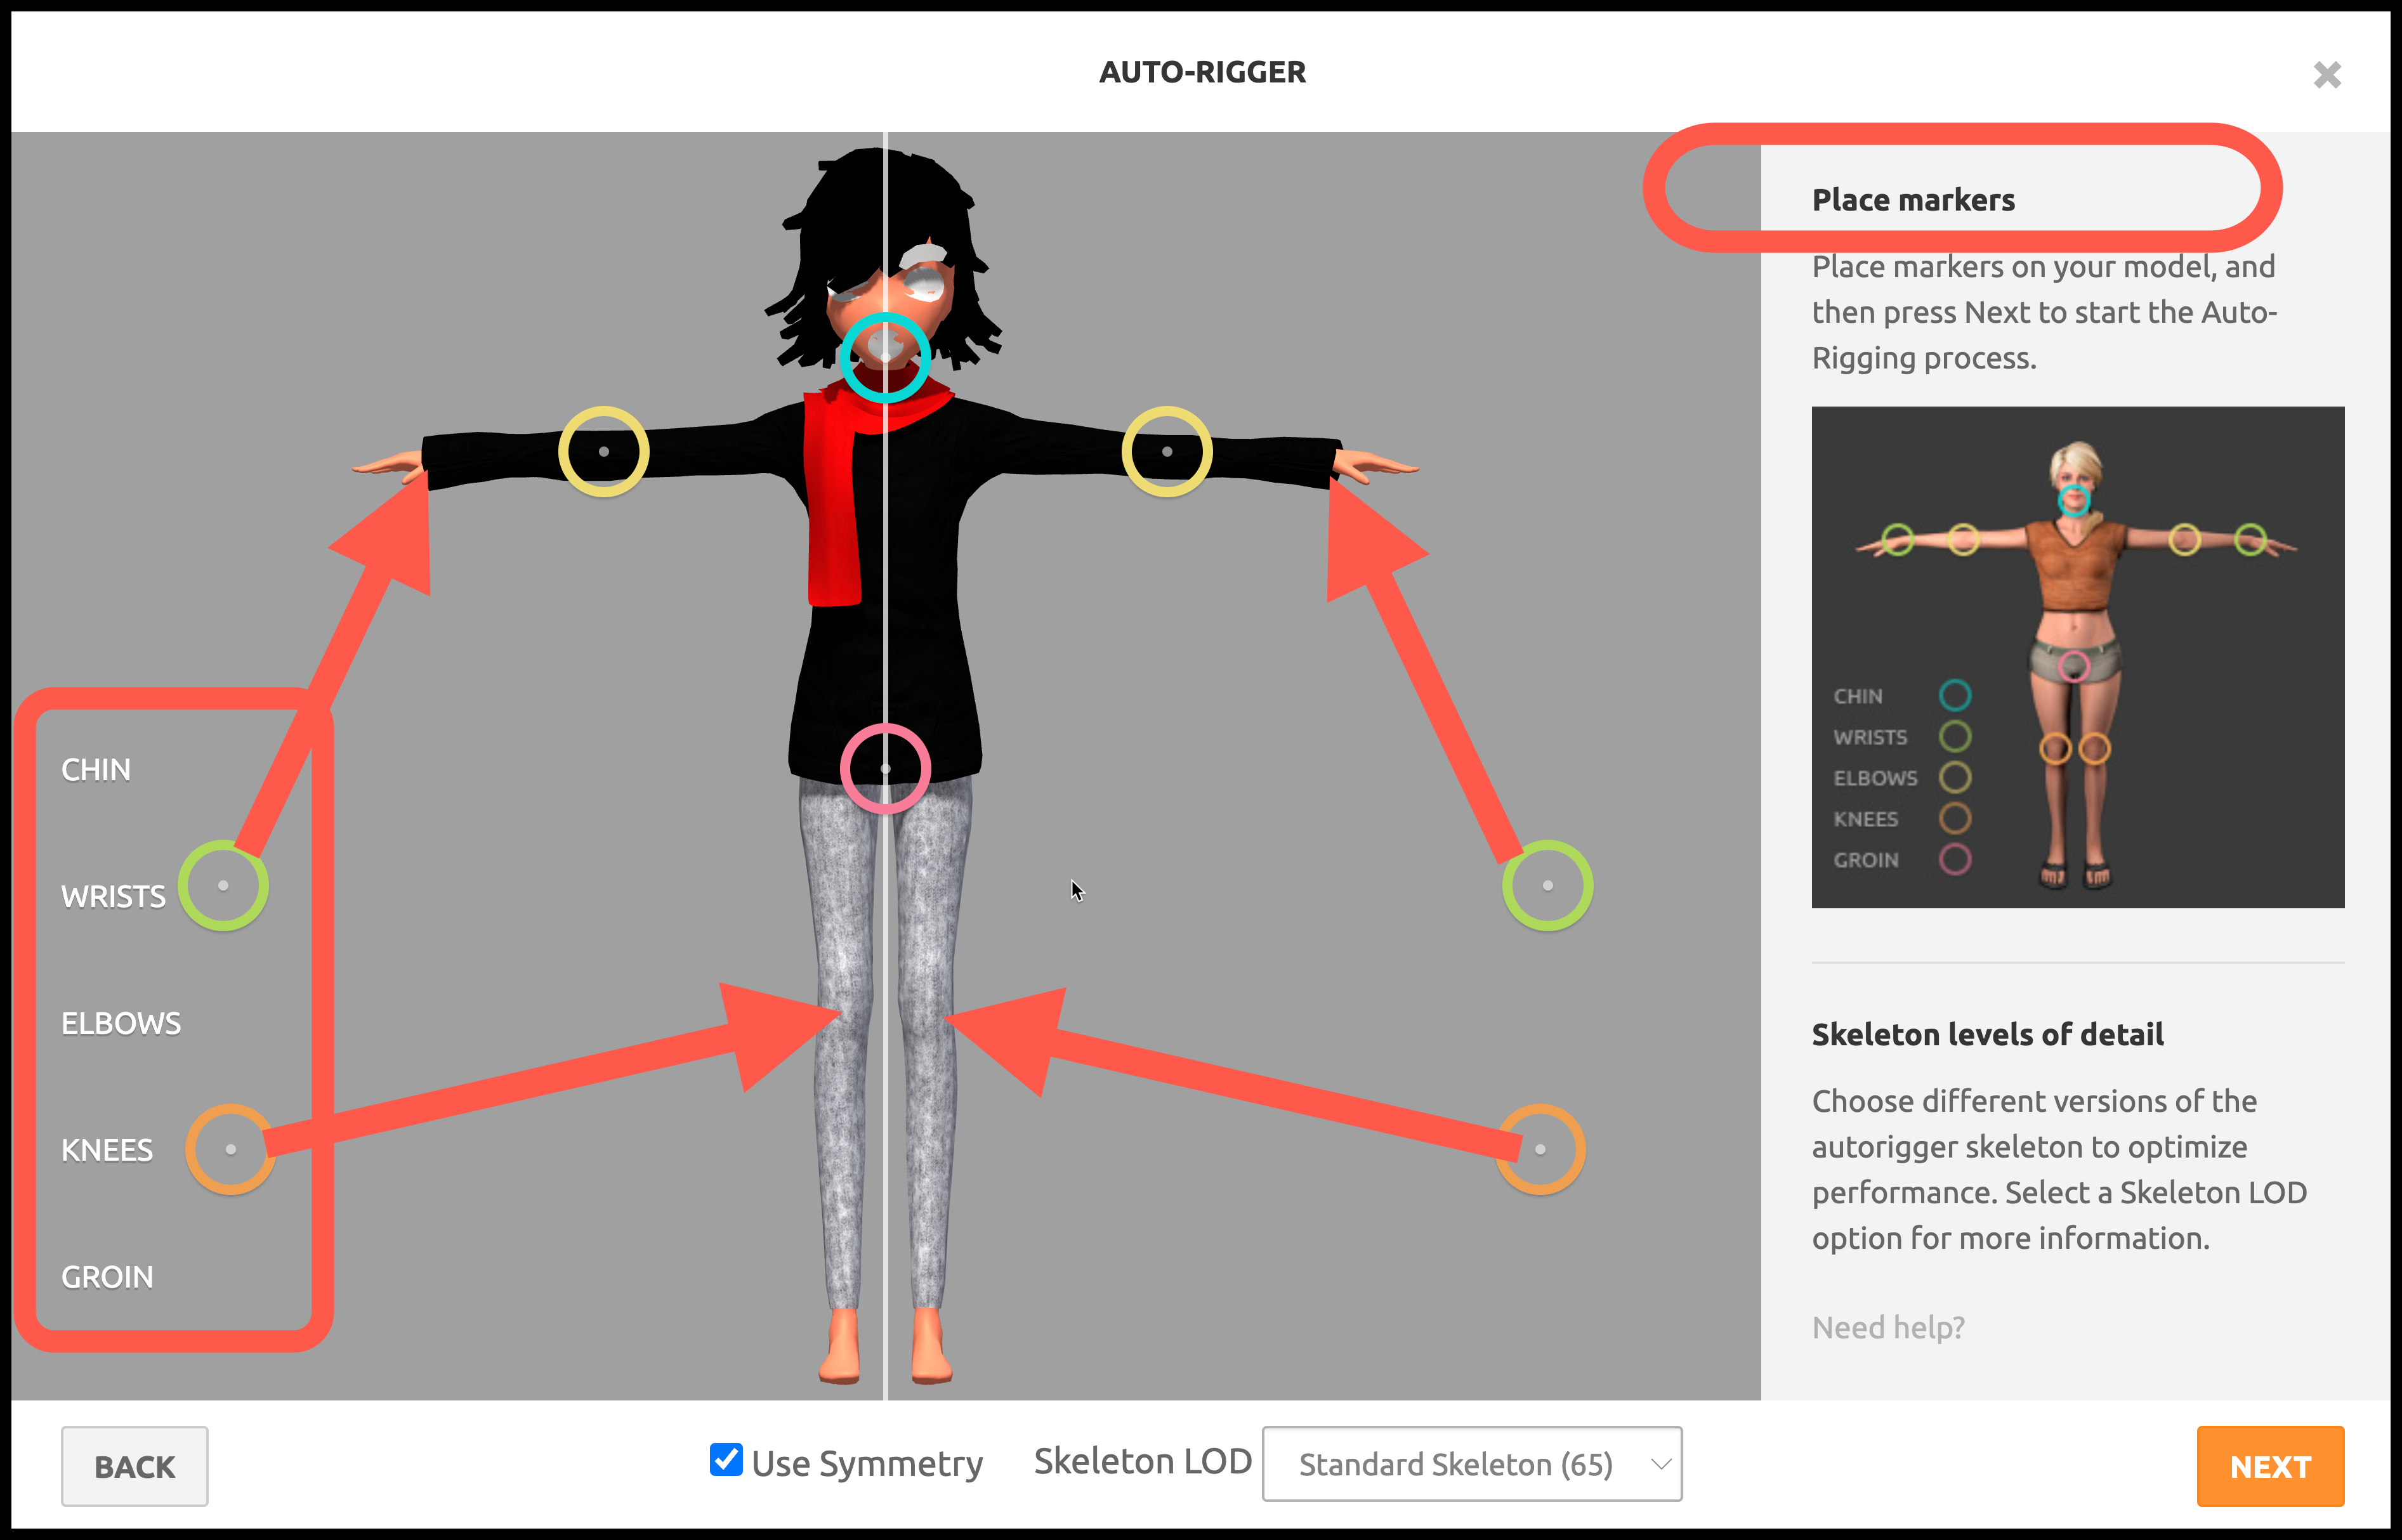 AUTO-RIGGER
CHIN
WRISTS
ELBOWS
KNEES
GROIN
Place markers
Place markers on your model, and
then press Next to start the Auto-
Rigging process.
CHIN
WRISTS
ELBOWS
KNEES
GROIN
Skeleton levels of detail
Choose different versions of the
autorigger skeleton to optimize
performance. Select a Skeleton LOD
option for more information.
Need help?
BACK
Use Symmetry
Skeleton LOD
Standard Skeleton (65)
NEXT